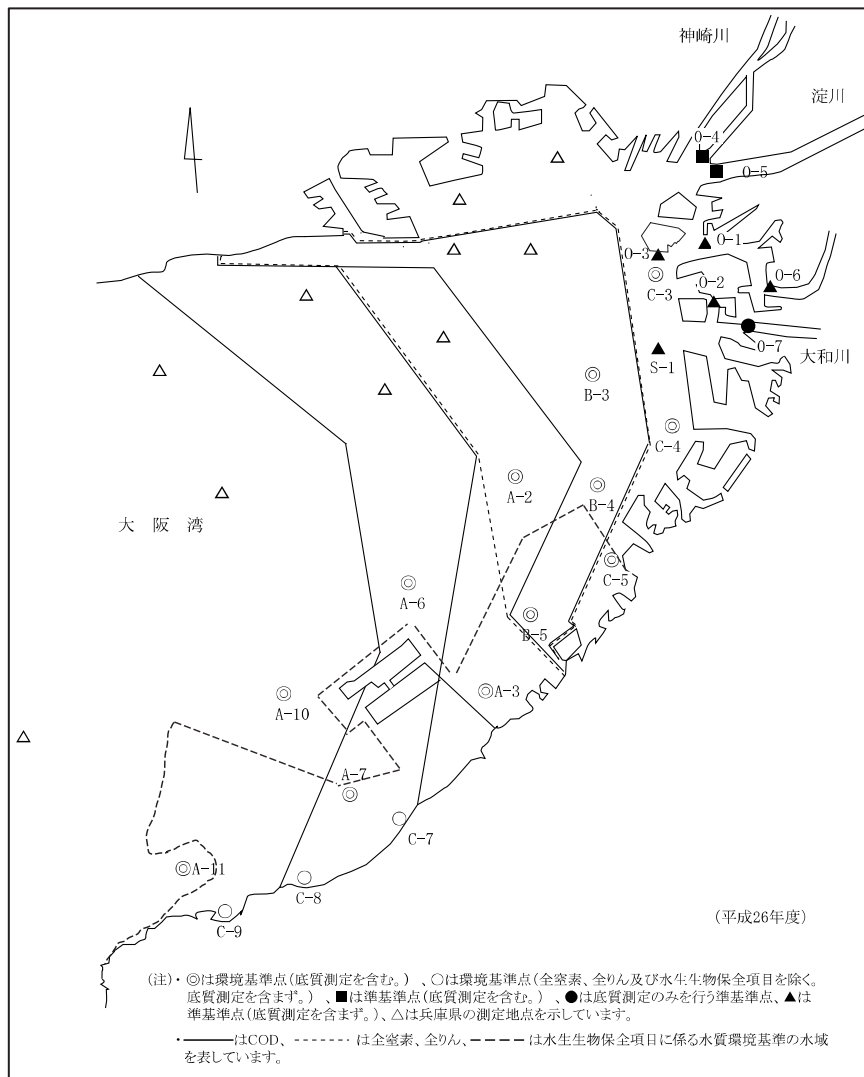 神崎川
淀川
O-4
O-5
O-1
O-3
O-6
C-3
O-2
O-7
大和川
S-1
B-3
C-4
A-2
B-4
大 阪 湾
C-5
A-6
B-5
A-3
A-10
A-7
C-7
A-11
C-8
C-9
(平成26年度)
(注)・◎は環境基準点(底質測定を含む。)、○は環境基準点(全窒素、全りん及び水生生物保全項目を除く。
底質測定を含まず。)、■は準基準点(底質測定を含む。)、●は底質測定のみを行う準基準点、▲は
準基準点(底質測定を含まず。)、△は兵庫県の測定地点を示しています。
・———はCOD、------は全窒素、全りん、— — — —は水生生物保全項目に係る水質環境基準の水域
を表しています。